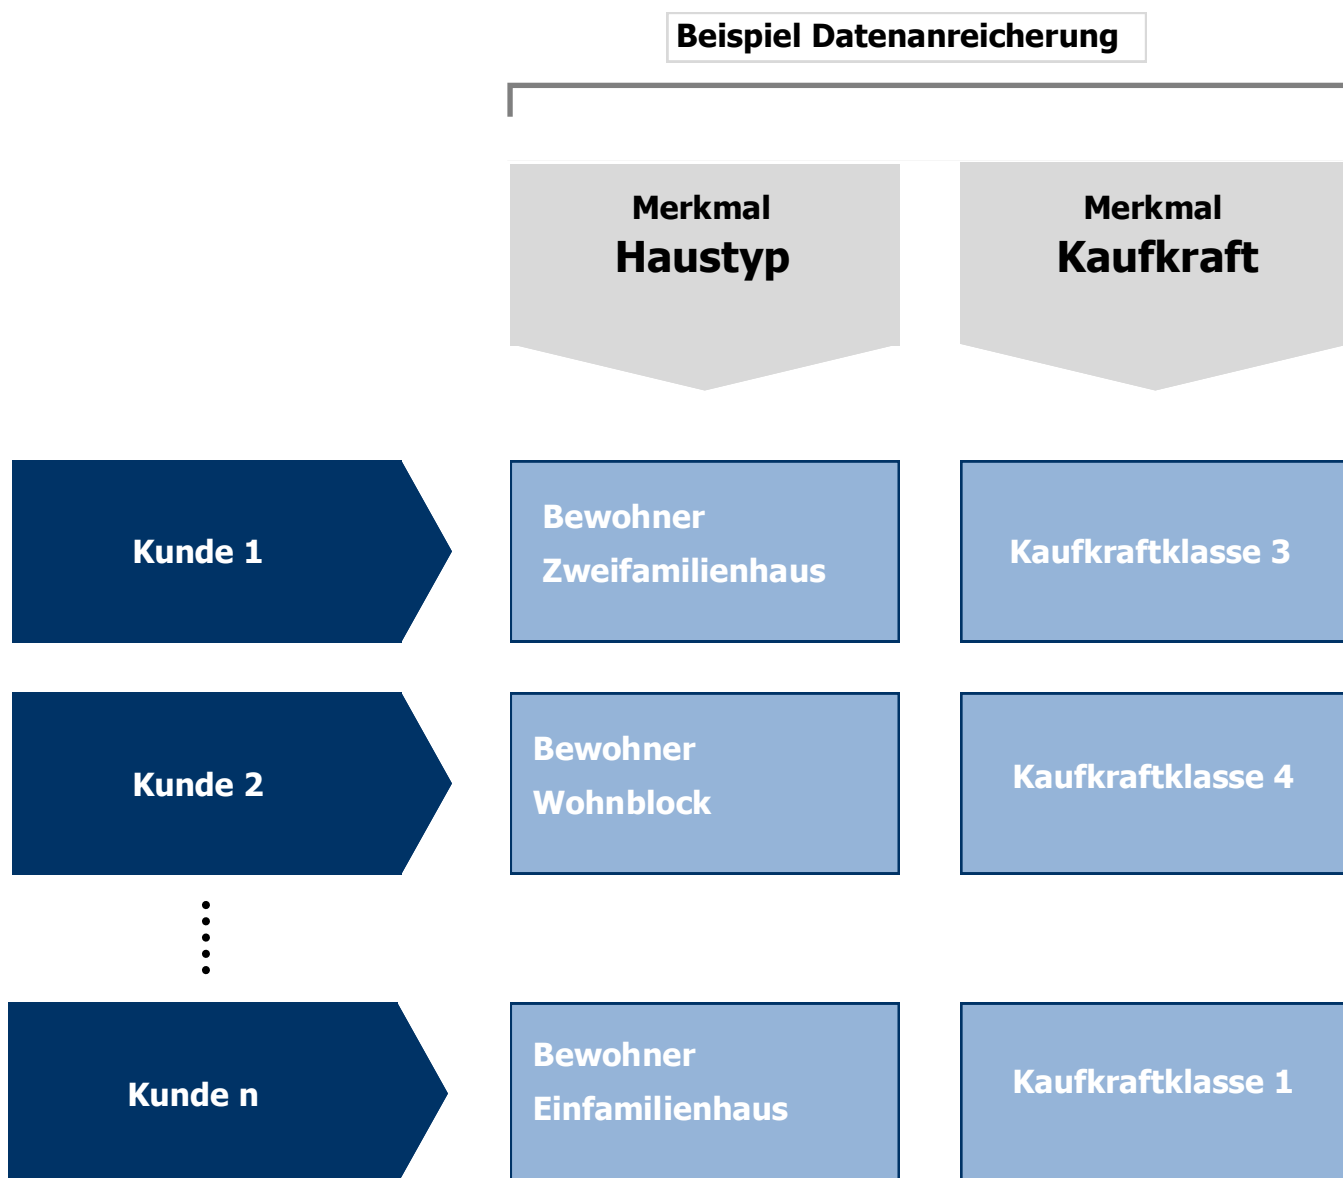 Beispiel Datenanreicherung
Merkmal
Haustyp
Merkmal
Kaufkraft
Kunde 1
Bewohner
Zweifamilienhaus
Kaufkraftklasse 3
Kunde 2
Bewohner
Wohnblock
Kaufkraftklasse 4
Kunde n
Bewohner
Einfamilienhaus
Kaufkraftklasse 1